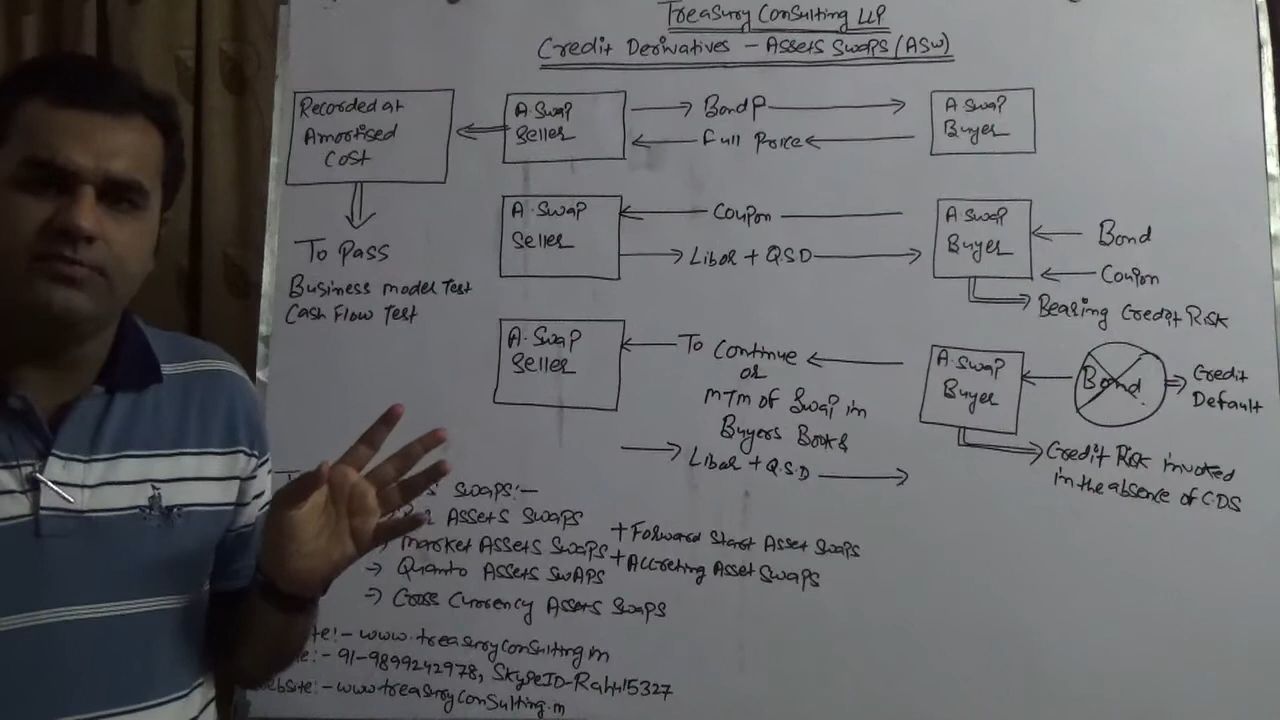 Treasury Consulting LLP
Credit Derivatives - Assets Swaps (ASW)
Recorded at
Amortised
Cost
To Pass
Business model Test
Cash Flow Test
A.Swap
Seller
Bond P
Full Price
A Swap
Buyer
A.Swap
Seller
Coupon
Libor + Q.S.D
A Swap
Buyer
Bond
Coupon
Bearing Credit Risk
A.Swap
Seller
To Continue
or
MTM of Swap in
Buyers Books
Libor + Q.S.D
A.Swap
Buyer
Bond
Credit
Default
Credit Risk invoked
in the absence of CDS
Swaps:-
Assets Swaps
Market Assets Swaps
Quanto Assets SwAPS
Cross Currency Assets Swaps
+ Forward Start Asset Swaps
+ Accreting Asset Swaps
:- www.treasuryconsulting.in
:- 91-9899242978, SkypeID-Rahul5327
website:- www.treasuryconsulting.in